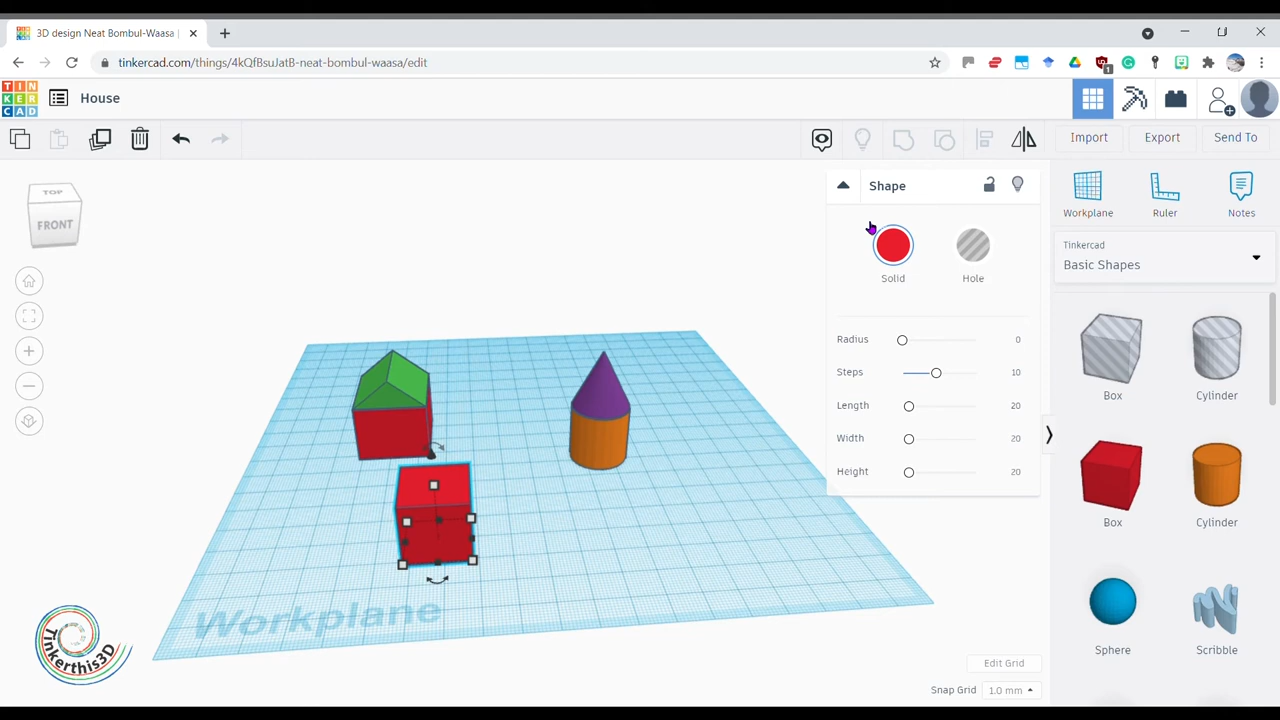 3D design Neat Bombul-Waasa |
tinkercad.com/things/4kQfBsuJatB-neat-bombul-waasa/edit
1
TIN
KER
CAD
House
Import
Export
Send To
TOP
FRONT
Shape
Solid
Hole
Radius 0
Steps 10
Length 20
Width 20
Height 20
Workplane
Ruler
Notes
Tinkercad
Basic Shapes
Box
Cylinder
Box
Cylinder
Sphere
Scribble
Workplane
Tinkerthis3D
Edit Grid
Snap Grid 1.0 mm